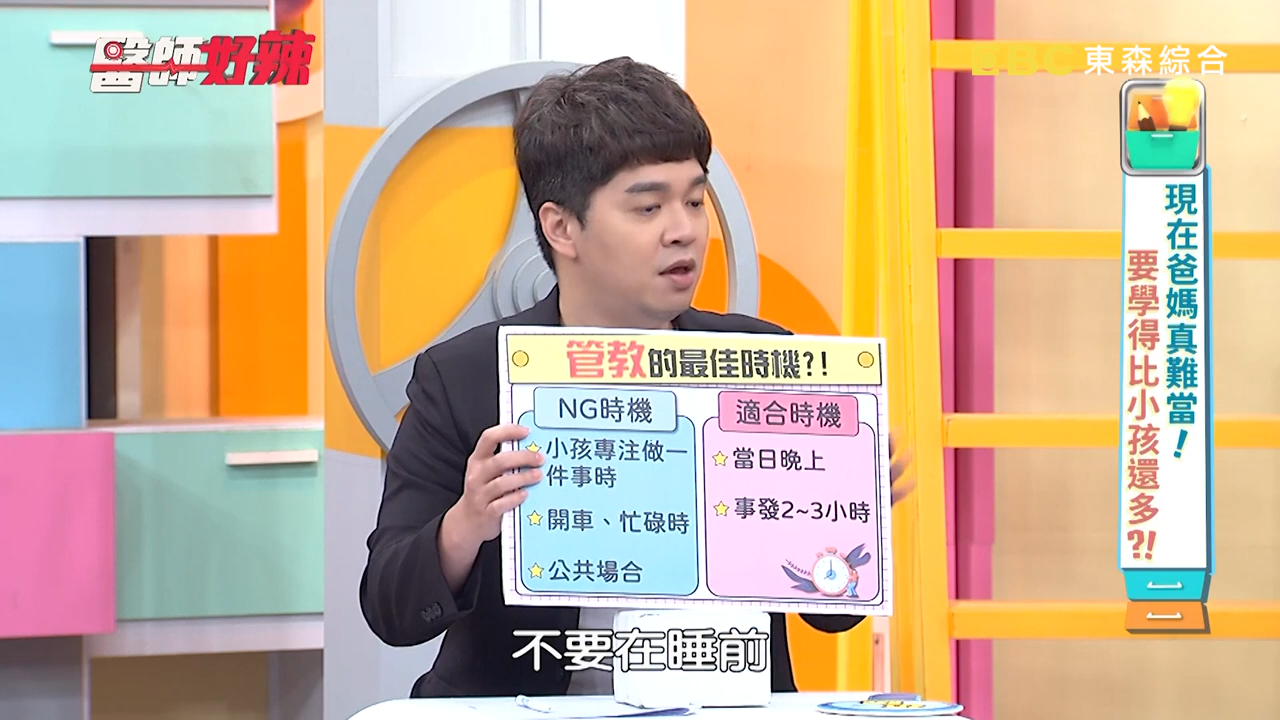 醫師好辣
EBC 東森綜合
現在爸媽真難當！
要學得比小孩還多?!
管教的最佳時機?!
NG時機
小孩專注做一
件事時
開車、忙碌時
公共場合
適合時機
當日晚上
事發2~3小時
不要在睡前